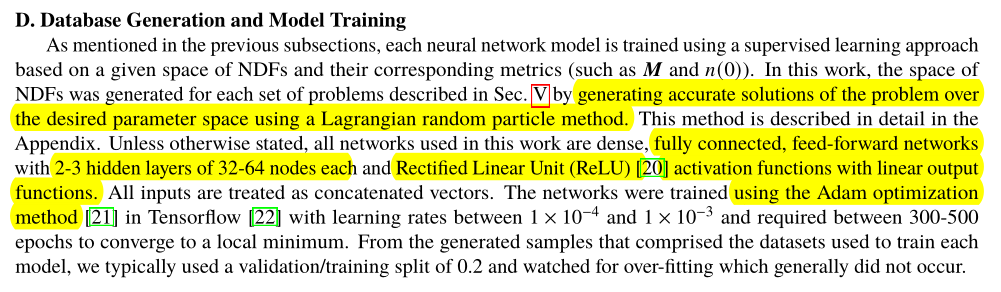 D. Database Generation and Model Training
As mentioned in the previous subsections, each neural network model is trained using a supervised learning approach
based on a given space of NDFs and their corresponding metrics (such as M and n(0)). In this work, the space of
NDFs was generated for each set of problems described in Sec. V by generating accurate solutions of the problem over
the desired parameter space using a Lagrangian random particle method. This method is described in detail in the
Appendix. Unless otherwise stated, all networks used in this work are dense, fully connected, feed-forward networks
with 2-3 hidden layers of 32-64 nodes each and Rectified Linear Unit (ReLU) [20] activation functions with linear output
functions. All inputs are treated as concatenated vectors. The networks were trained using the Adam optimization
method [21] in Tensorflow [22] with learning rates between 1 × 10⁻⁴ and 1 × 10⁻³ and required between 300-500
epochs to converge to a local minimum. From the generated samples that comprised the datasets used to train each
model, we typically used a validation/training split of 0.2 and watched for over-fitting which generally did not occur.